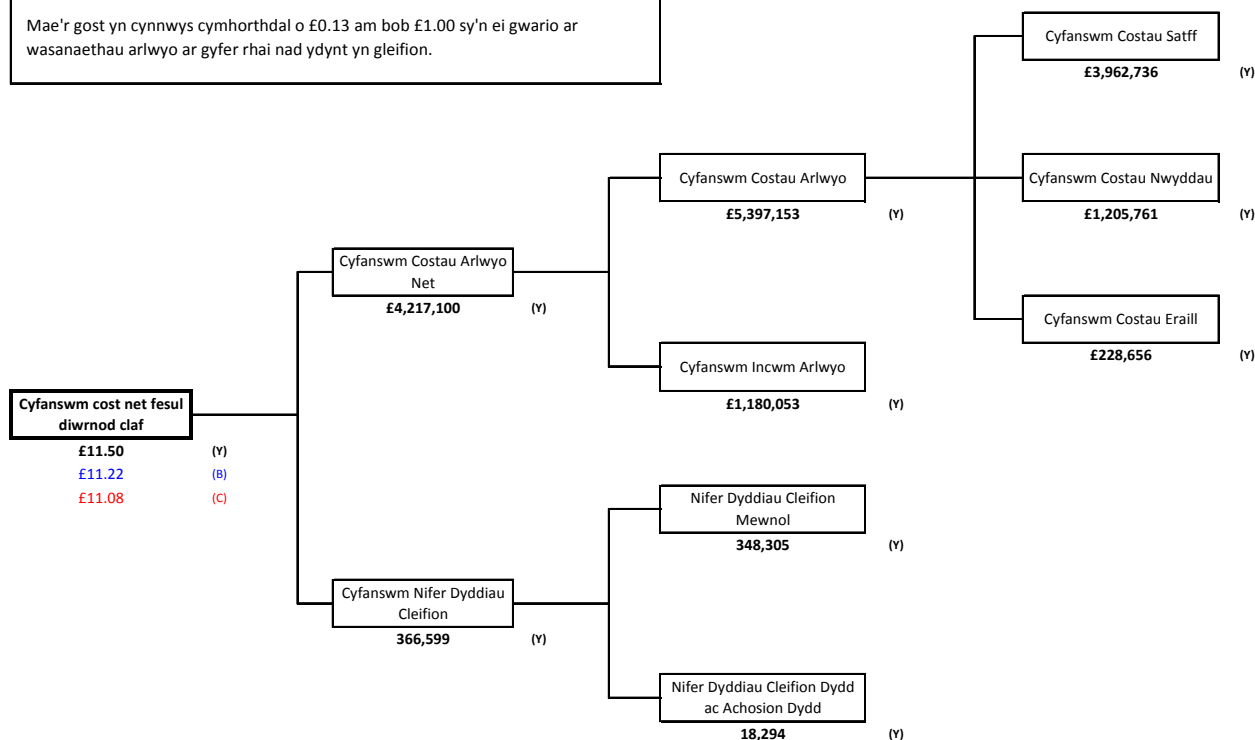 Mae'r gost yn cynnwys cymhorthdal o £0.13 am bob £1.00 sy'n ei gwario ar
wasanaethau arlwyo ar gyfer rhai nad ydynt yn gleifion.
Cyfanswm Costau Satff
£3,962,736 (Y)
Cyfanswm Costau Arlwyo
£5,397,153 (Y)
Cyfanswm Costau Nwyddau
£1,205,761 (Y)
Cyfanswm Costau Arlwyo
Net
£4,217,100 (Y)
Cyfanswm Costau Eraill
£228,656 (Y)
Cyfanswm Incwm Arlwyo
£1,180,053 (Y)
Cyfanswm cost net fesul
diwrnod claf
£11.50 (Y)
£11.22 (B)
£11.08 (C)
Nifer Dyddiau Cleifion
Mewnol
348,305 (Y)
Cyfanswm Nifer Dyddiau
Cleifion
366,599 (Y)
Nifer Dyddiau Cleifion Dydd
ac Achosion Dydd
18,294 (Y)